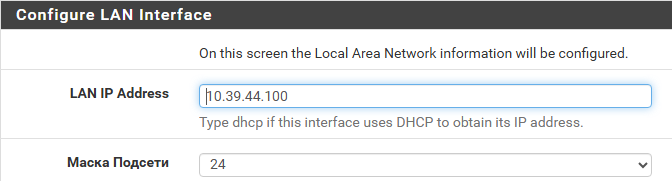 Configure LAN Interface
On this screen the Local Area Network information will be configured.
LAN IP Address
10.39.44.100
Type dhcp if this interface uses DHCP to obtain its IP address.
Маска Подсети
24